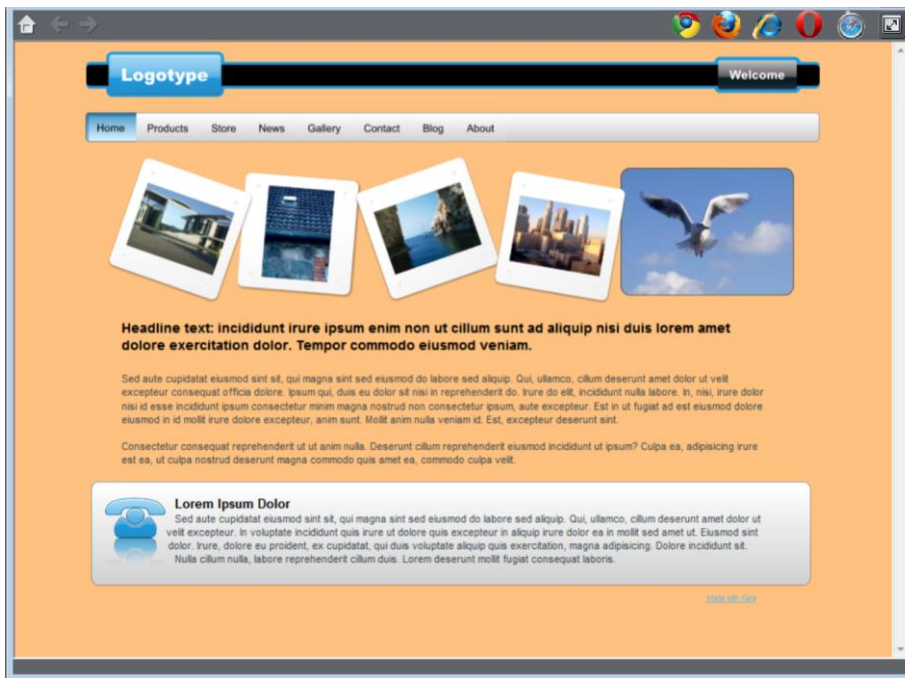 Logotype
Welcome
Home Products Store News Gallery Contact Blog About
Headline text: incididunt irure ipsum enim non ut cillum sunt ad aliquip nisi duis lorem amet
dolore exercitation dolor. Tempor commodo eiusmod veniam.
Sed aute cupidatat eiusmod sint sit, qui magna sint sed eiusmod do labore sed aliquip. Qui, ullamco, cillum deserunt amet dolor ut velit
excepteur consequat officia dolore. Ipsum qui, duis eu dolor sit nisi in reprehenderit do. Irure do elit, incididunt nulla labore. In, nisi, irure dolor
nisi id esse incididunt ipsum consectetur minim magna nostrud non consectetur ipsum, aute excepteur. Est in ut fugiat ad est eiusmod dolore
eiusmod in id mollit irure dolore excepteur, anim sunt. Mollit anim nulla veniam id. Est, excepteur deserunt sint.
Consectetur consequat reprehenderit ut ut anim nulla. Deserunt cillum reprehenderit eiusmod incididunt ut ipsum? Culpa ea, adipisicing irure
est ea, ut culpa nostrud deserunt magna commodo quis amet ea, commodo culpa velit.
Lorem Ipsum Dolor
Sed aute cupidatat eiusmod sint sit, qui magna sint sed eiusmod do labore sed aliquip. Qui, ullamco, cillum deserunt amet dolor ut
velit excepteur. In voluptate incididunt quis irure ut dolore quis excepteur in aliquip irure dolor ea in mollit sed amet ut. Eiusmod sint
dolor. Irure, dolore eu proident, ex cupidatat, qui duis voluptate aliquip quis exercitation, magna adipisicing. Dolore incididunt sit.
Nulla cillum nulla, labore reprehenderit cillum duis. Lorem deserunt mollit fugiat consequat laboris.